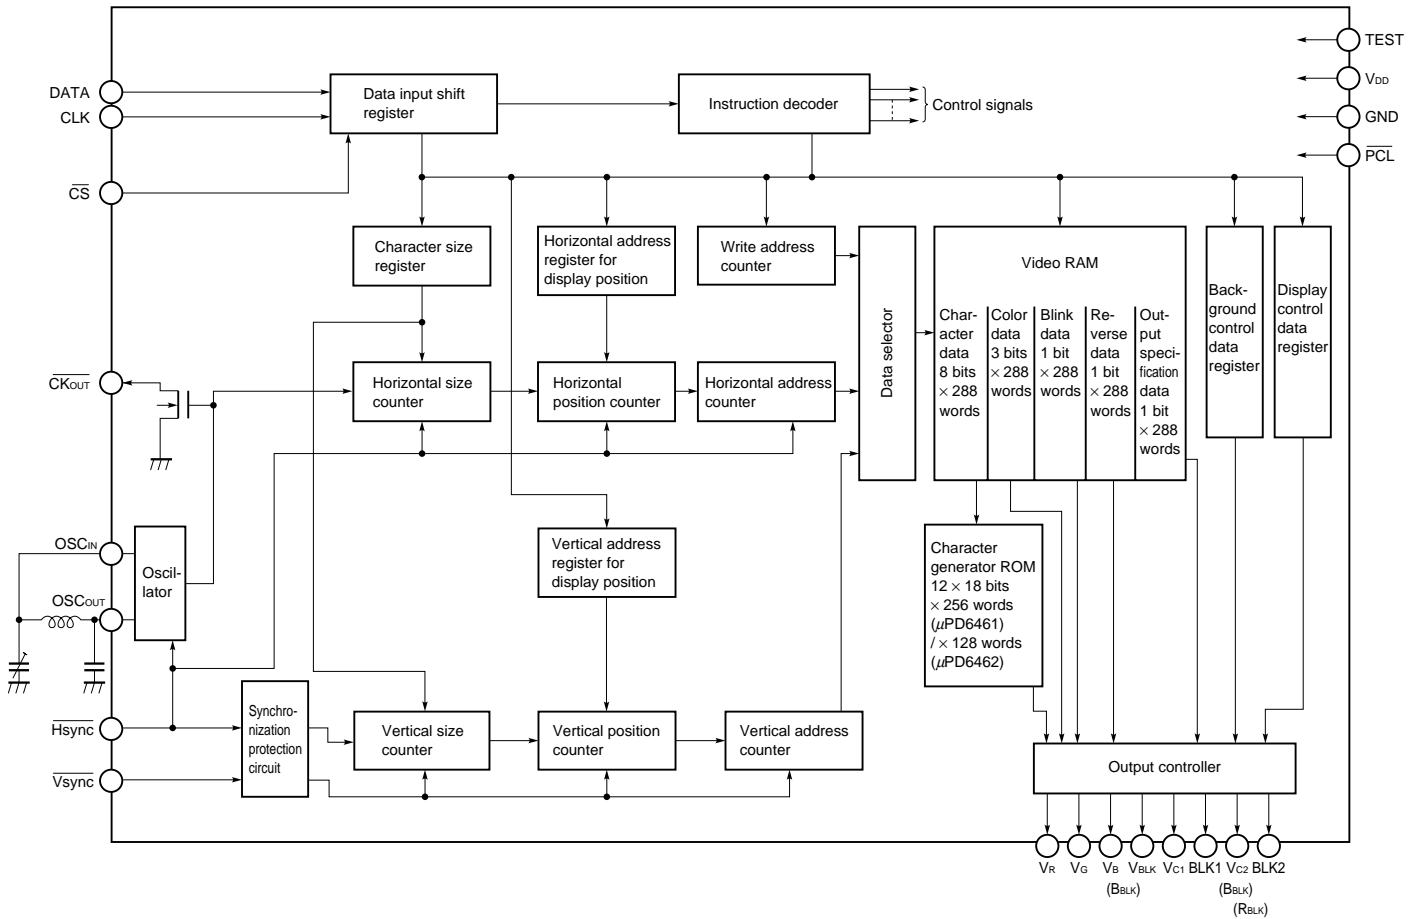 TEST
VDD
GND
PCL
DATA
CLK
CS
Data input shift
register
Instruction decoder
Control signals
Character size
register
Horizontal address
register for
display position
Write address
counter
Data selector
Video RAM
Char-
acter
data
8 bits
× 288
words
Color
data
3 bits
× 288
words
Blink
data
1 bit
× 288
words
Re-
verse
data
1 bit
× 288
words
Out-
put
speci-
fication
data
1 bit
× 288
words
Back-
ground
control
data
register
Display
control
data
register
CKOUT
Horizontal size
counter
Horizontal
position counter
Horizontal address
counter
OSCIN
OSCOUT
Oscil-
lator
Vertical address
register for
display position
Character
generator ROM
12 × 18 bits
× 256 words
(µPD6461)
/ × 128 words
(µPD6462)
Hsync
Vsync
Synchro-
nization
protection
circuit
Vertical size
counter
Vertical position
counter
Vertical address
counter
Output controller
VR VG VB VBLK VC1 BLK1 VC2 BLK2
(BBLK) (BBLK)
(RBLK)